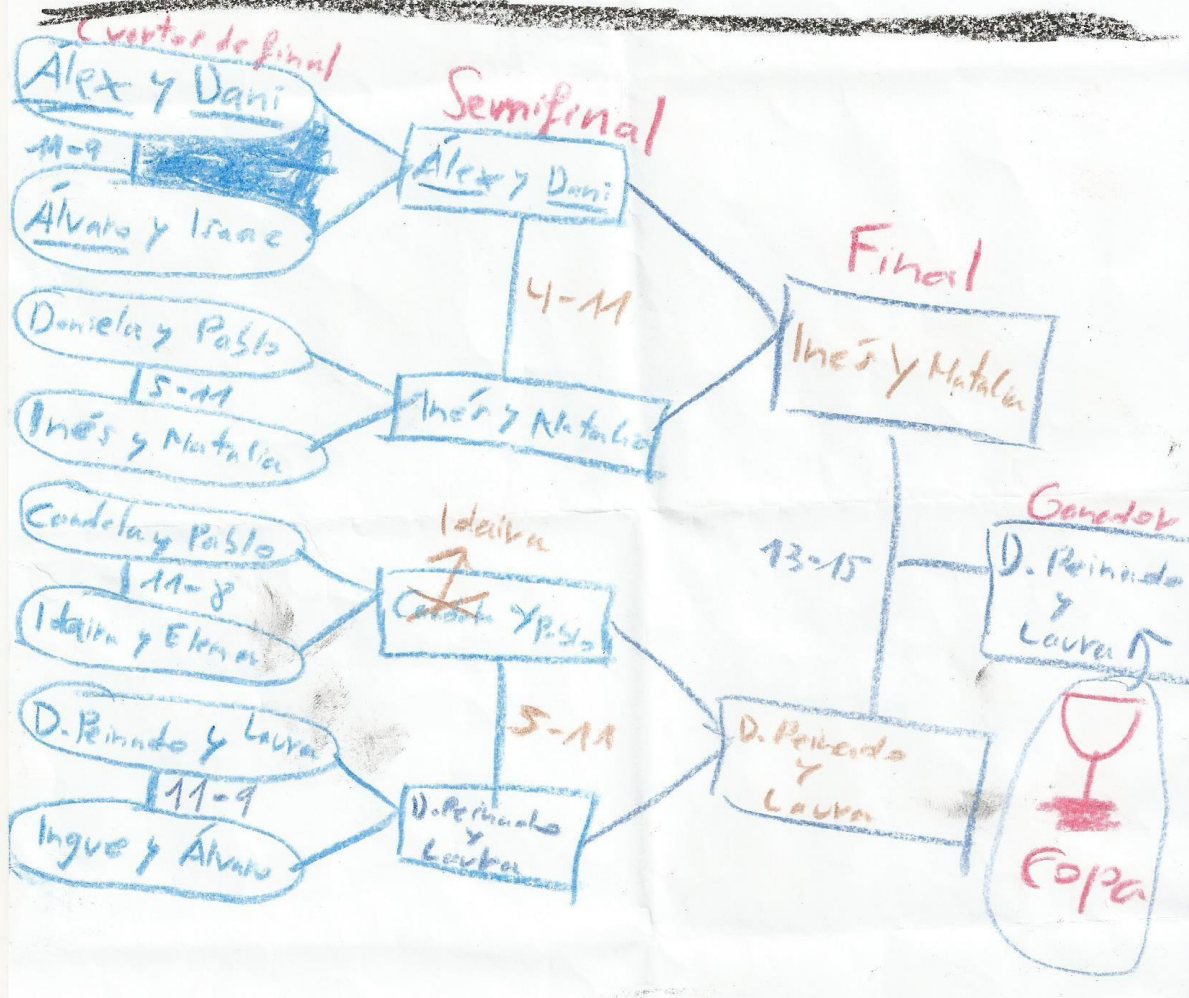 Cuartos de final
Álex y Dani
11-9
Álvaro y Isaac
Daniela y Pablo
5-11
Inés y Natalia
Candela y Pablo
11-8
Idaira y Elena
D. Peinado y Laura
11-9
Ingue y Álvaro
Semifinal
Álex y Dani
4-11
Inés y Natalia
Idaira
Candela y Pablo
5-11
D. Peinado
y
Laura
Final
Inés y Natalia
13-15
D. Peinado
y
Laura
Ganador
D. Peinado
y
Laura
Copa